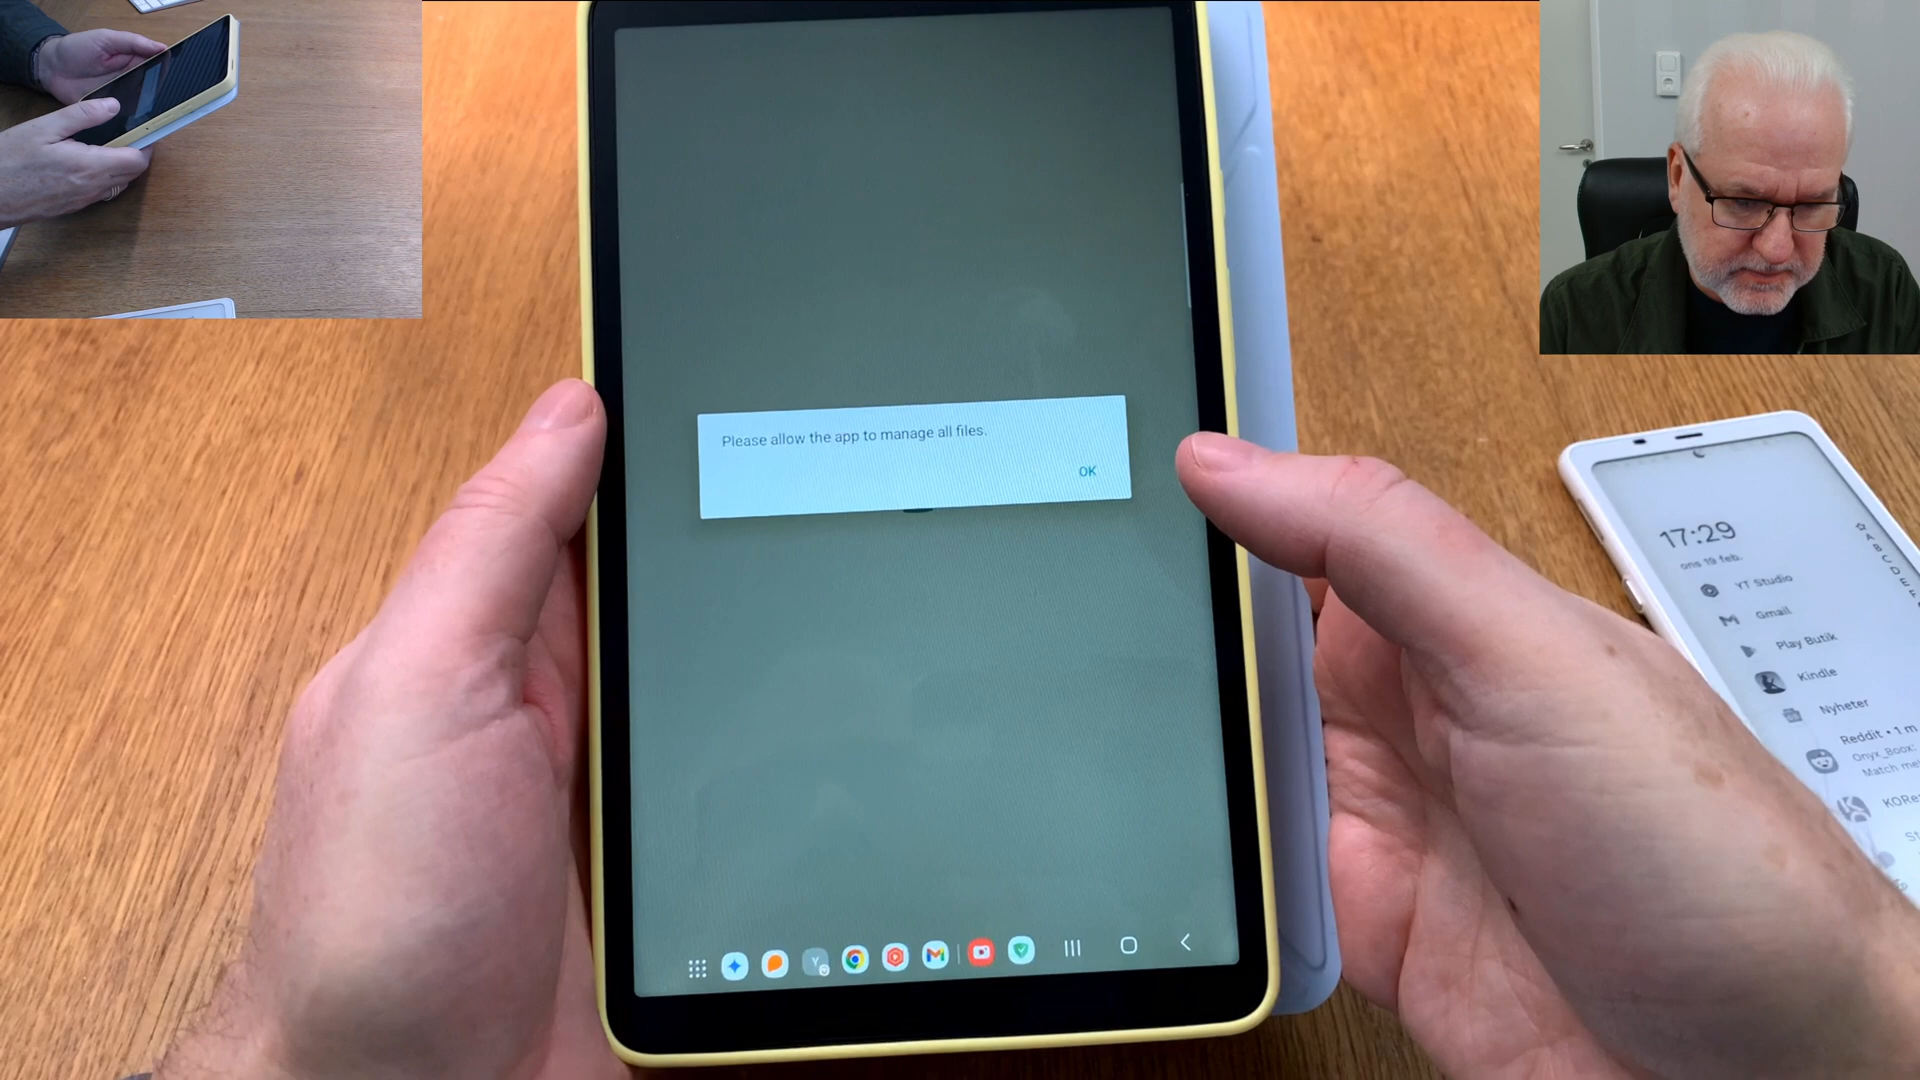 Please allow the app to manage all files.
OK
17:29
ons 19 feb.
YT Studio
Gmail
Play Butik
Kindle
Nyheter
Reddit • 1 m
Onyx_Boox:
Match me
A
B
C
D
E
F
Y